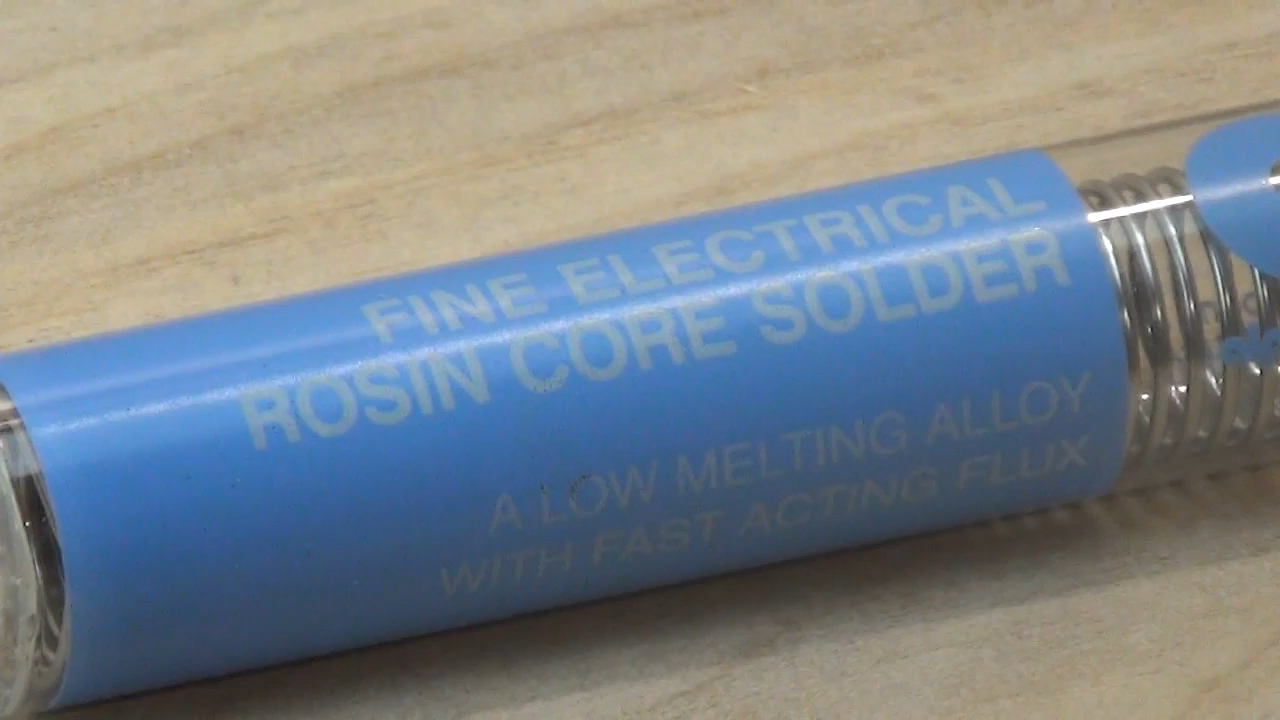 FINE ELECTRICAL
ROSIN CORE SOLDER
A LOW MELTING ALLOY
WITH FAST ACTING FLUX